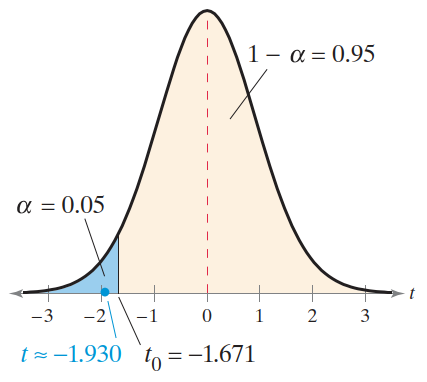 1 − α = 0.95
α = 0.05
−3 −2 −1 0 1 2 3 t
t ≈ −1.930 t₀ = −1.671